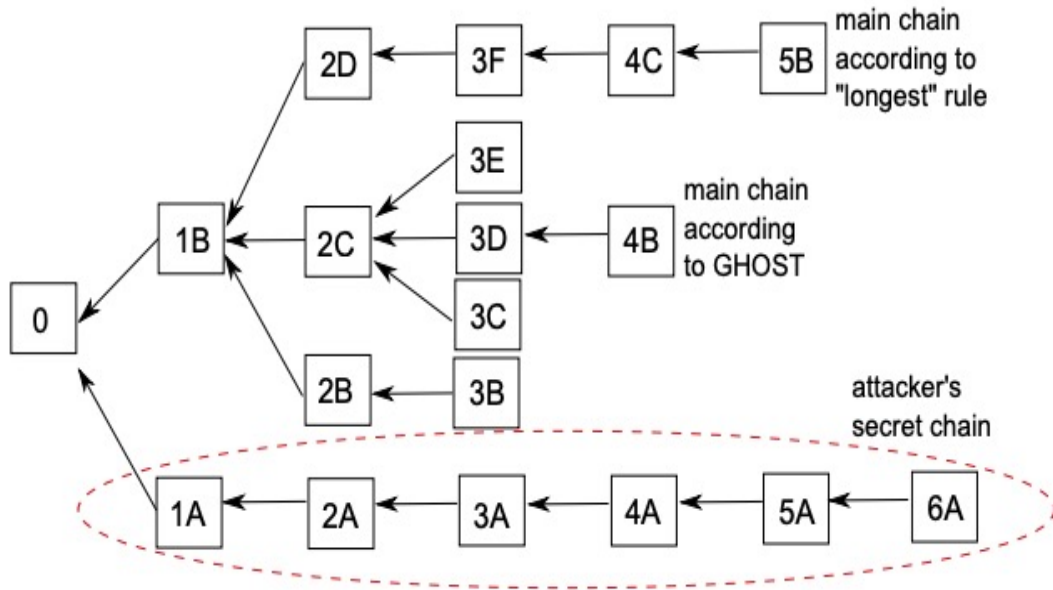 2D
3F
4C
5B
main chain
according to
"longest" rule
3E
1B
2C
3D
4B
main chain
according
to GHOST
0
3C
2B
3B
attacker's
secret chain
1A
2A
3A
4A
5A
6A